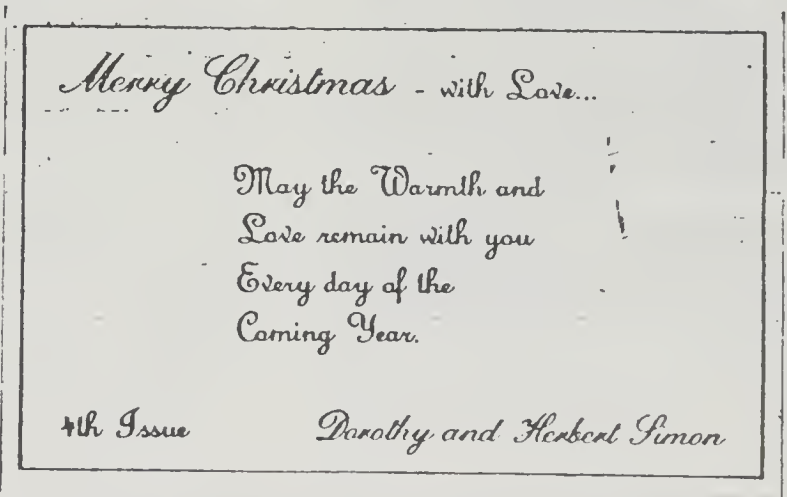 Merry Christmas - with Love...
May the Warmth and
Love remain with you
Every day of the
Coming Year.
4th Issue Dorothy and Herbert Simon